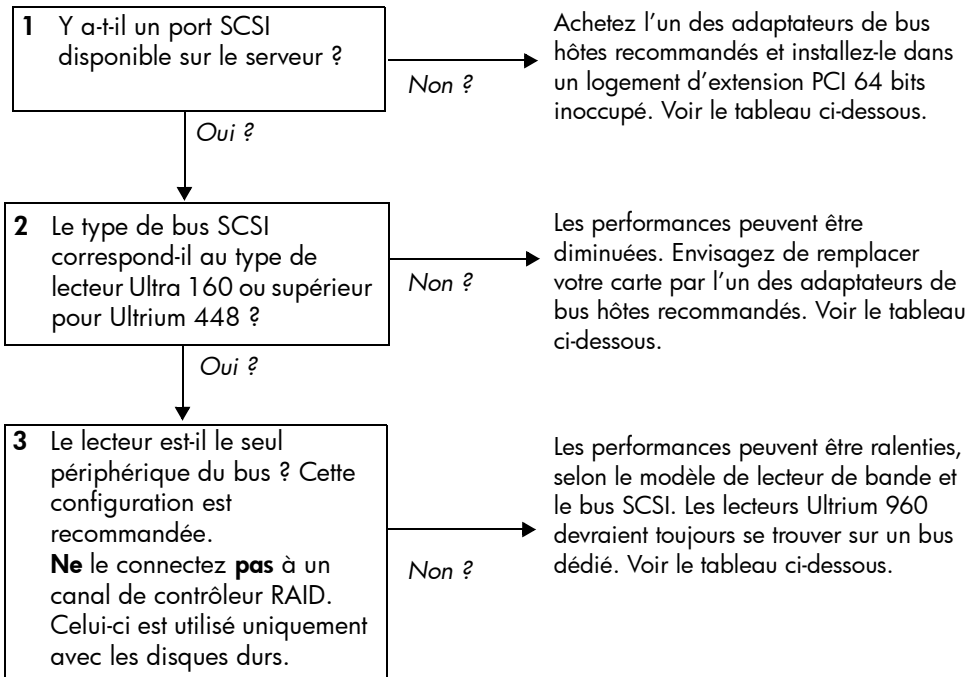 1 Y a-t-il un port SCSI
disponible sur le serveur ?
Non ?
Achetez l'un des adaptateurs de bus
hôtes recommandés et installez-le dans
un logement d'extension PCI 64 bits
inoccupé. Voir le tableau ci-dessous.
Oui ?
2 Le type de bus SCSI
correspond-il au type de
lecteur Ultra 160 ou supérieur
pour Ultrium 448 ?
Non ?
Les performances peuvent être
diminuées. Envisagez de remplacer
votre carte par l'un des adaptateurs de
bus hôtes recommandés. Voir le tableau
ci-dessous.
Oui ?
3 Le lecteur est-il le seul
périphérique du bus ? Cette
configuration est
recommandée.
Ne le connectez pas à un
canal de contrôleur RAID.
Celui-ci est utilisé uniquement
avec les disques durs.
Non ?
Les performances peuvent être ralenties,
selon le modèle de lecteur de bande et
le bus SCSI. Les lecteurs Ultrium 960
devraient toujours se trouver sur un bus
dédié. Voir le tableau ci-dessous.